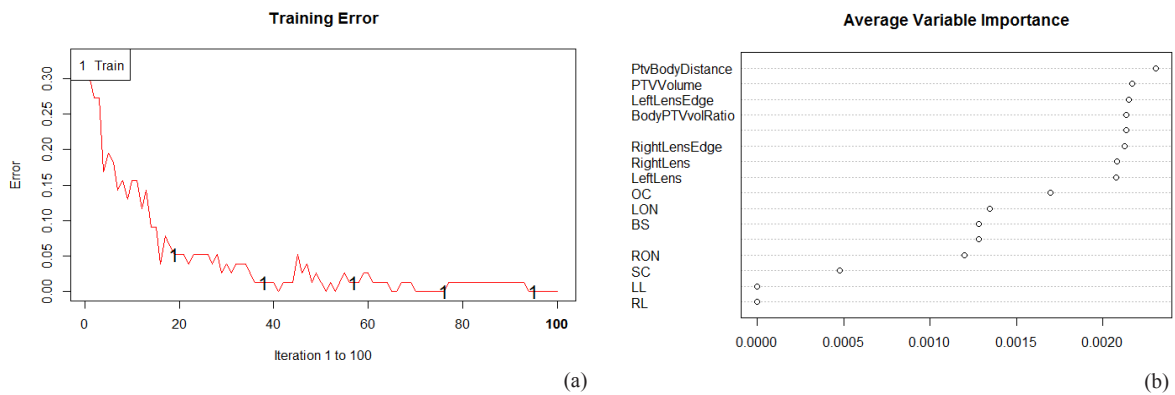 Training Error
1 Train
Error
0.00 0.05 0.10 0.15 0.20 0.25 0.30
1 1 1 1 1
0 20 40 60 80 100
Iteration 1 to 100
(a)
Average Variable Importance
PtvBodyDistance
PTVVolume
LeftLensEdge
BodyPTVvolRatio
RightLensEdge
RightLens
LeftLens
OC
LON
BS
RON
SC
LL
RL
0.0000 0.0005 0.0010 0.0015 0.0020
(b)